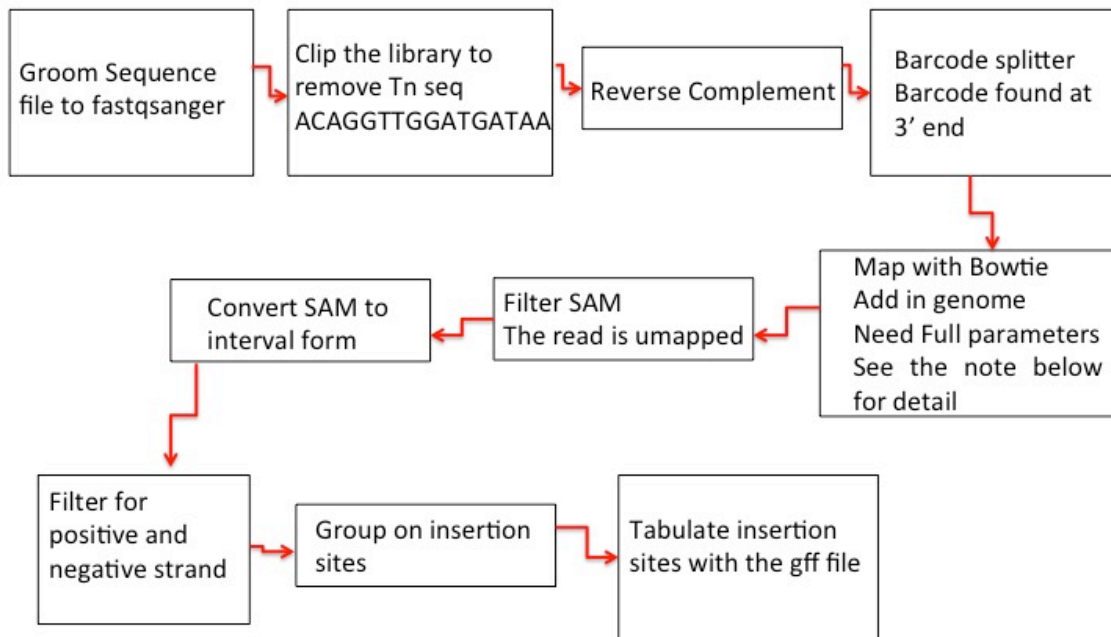 Groom Sequence
file to fastqsanger
Clip the library to
remove Tn seq
ACAGGTTGGATGATAA
Reverse Complement
Barcode splitter
Barcode found at
3’ end
Map with Bowtie
Add in genome
Need Full parameters
See the note below
for detail
Filter SAM
The read is umapped
Convert SAM to
interval form
Filter for
positive and
negative strand
Group on insertion
sites
Tabulate insertion
sites with the gff file